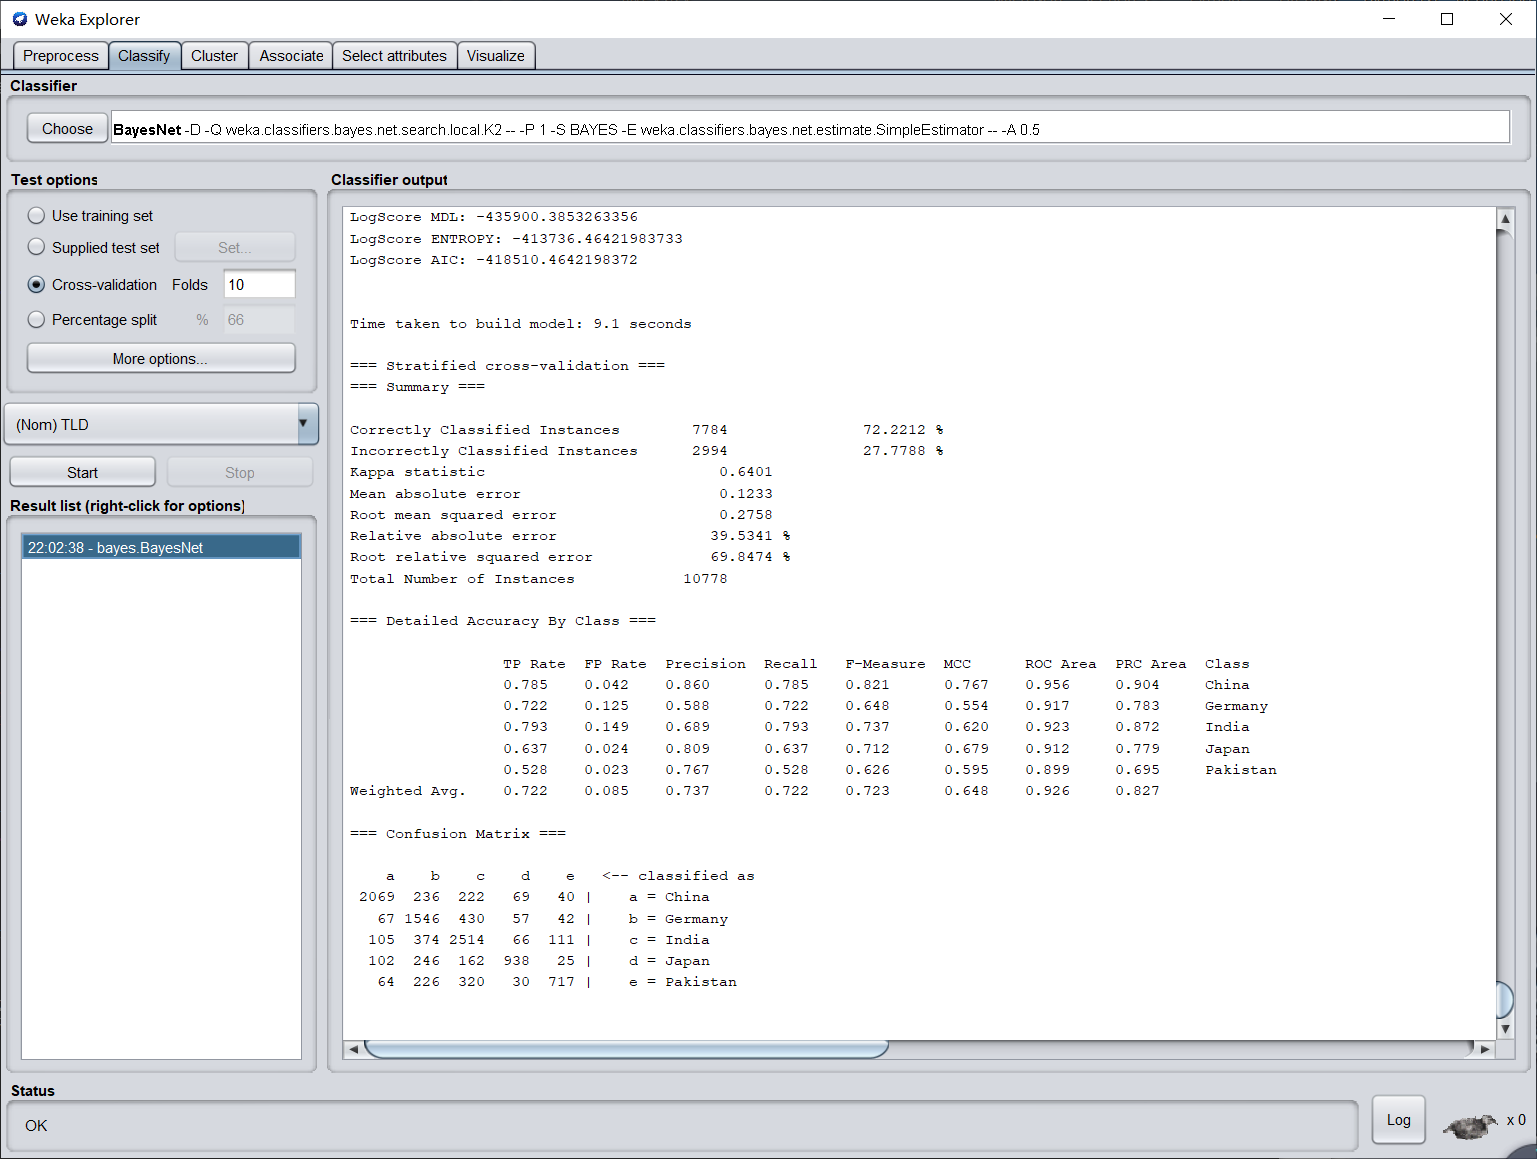 Weka Explorer
Preprocess Classify Cluster Associate Select attributes Visualize
Classifier
Choose BayesNet -D -Q weka.classifiers.bayes.net.search.local.K2 -- -P 1 -S BAYES -E weka.classifiers.bayes.net.estimate.SimpleEstimator -- -A 0.5
Test options
Use training set
Supplied test set Set...
Cross-validation Folds 10
Percentage split % 66
More options...
(Nom) TLD
Start Stop
Result list (right-click for options)
22:02:38 - bayes.BayesNet
Classifier output
LogScore MDL: -435900.3853263356
LogScore ENTROPY: -413736.46421983733
LogScore AIC: -418510.4642198372
Time taken to build model: 9.1 seconds
=== Stratified cross-validation ===
=== Summary ===
Correctly Classified Instances 7784 72.2212 %
Incorrectly Classified Instances 2994 27.7788 %
Kappa statistic 0.6401
Mean absolute error 0.1233
Root mean squared error 0.2758
Relative absolute error 39.5341 %
Root relative squared error 69.8474 %
Total Number of Instances 10778
=== Detailed Accuracy By Class ===
TP Rate FP Rate Precision Recall F-Measure MCC ROC Area PRC Area Class
0.785 0.042 0.860 0.785 0.821 0.767 0.956 0.904 China
0.722 0.125 0.588 0.722 0.648 0.554 0.917 0.783 Germany
0.793 0.149 0.689 0.793 0.737 0.620 0.923 0.872 India
0.637 0.024 0.809 0.637 0.712 0.679 0.912 0.779 Japan
0.528 0.023 0.767 0.528 0.626 0.595 0.899 0.695 Pakistan
Weighted Avg. 0.722 0.085 0.737 0.722 0.723 0.648 0.926 0.827
=== Confusion Matrix ===
a b c d e <-- classified as
2069 236 222 69 40 | a = China
67 1546 430 57 42 | b = Germany
105 374 2514 66 111 | c = India
102 246 162 938 25 | d = Japan
64 226 320 30 717 | e = Pakistan
Status
OK
Log
x 0